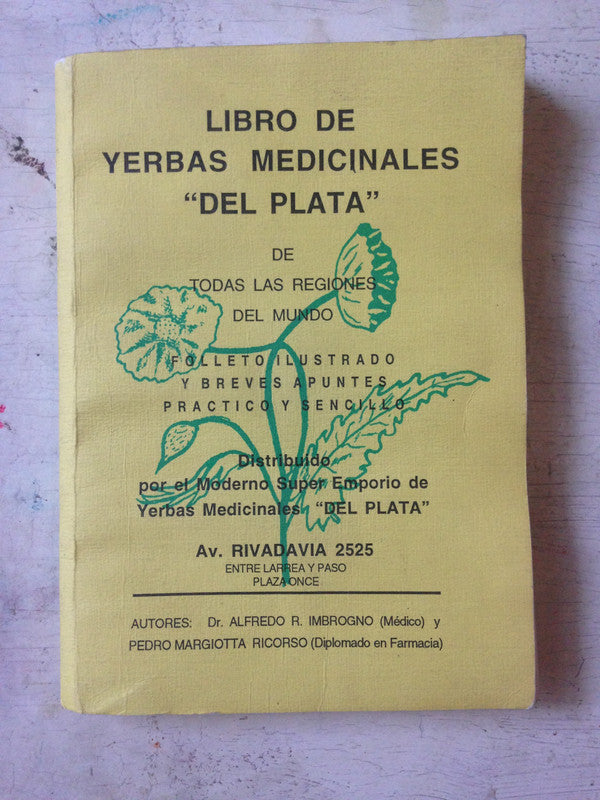 LIBRO DE
YERBAS MEDICINALES
“DEL PLATA”
DE
TODAS LAS REGIONES
DEL MUNDO
FOLLETO ILUSTRADO
Y BREVES APUNTES
PRACTICO Y SENCILLO
Distribuido
por el Moderno Super Emporio de
Yerbas Medicinales “DEL PLATA”
Av. RIVADAVIA 2525
ENTRE LARREA Y PASO
PLAZA ONCE
AUTORES: Dr. ALFREDO R. IMBROGNO (Médico) y
PEDRO MARGIOTTA RICORSO (Diplomado en Farmacia)